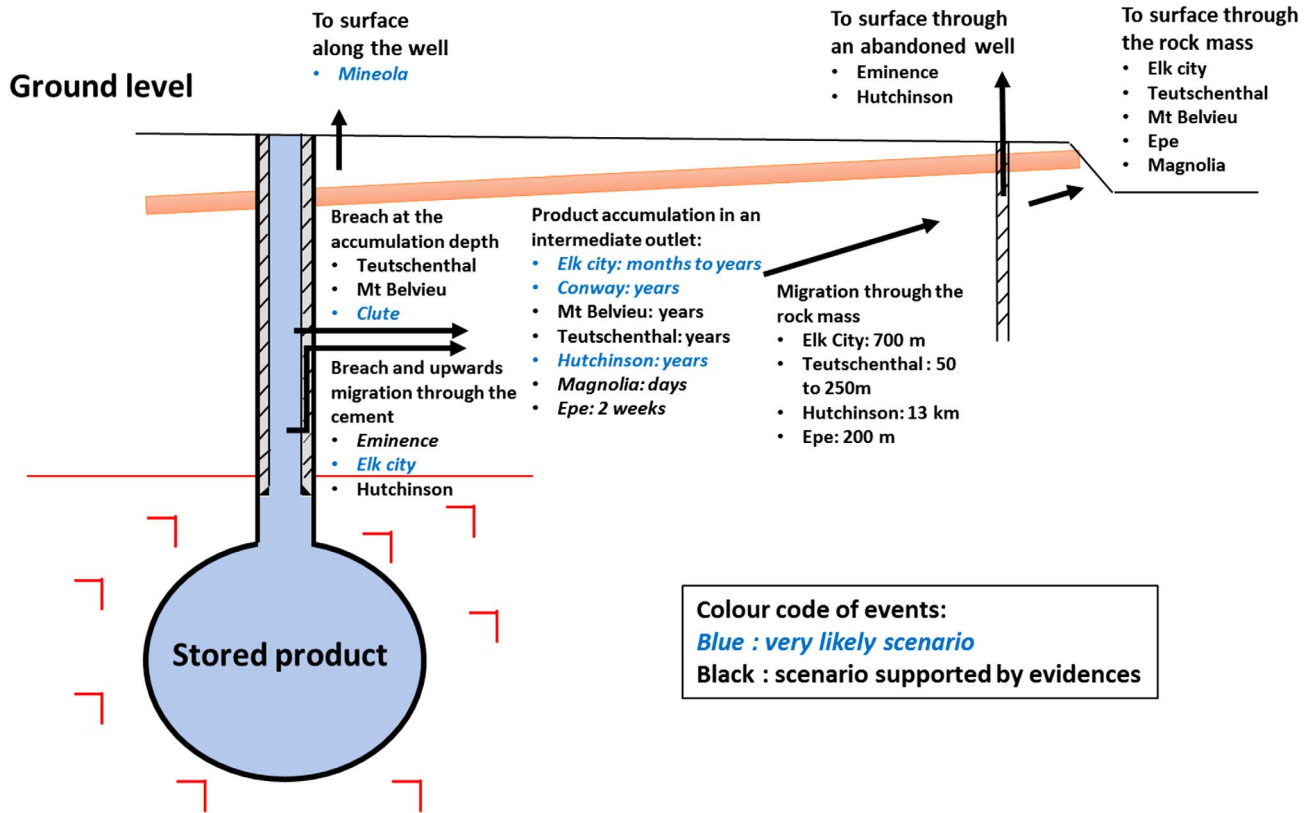 Ground level
To surface
along the well
• Mineola
To surface through
an abandoned well
• Eminence
• Hutchinson
To surface through
the rock mass
• Elk city
• Teutschenthal
• Mt Belvieu
• Epe
• Magnolia
Breach at the
accumulation depth
• Teutschenthal
• Mt Belvieu
• Clute
Breach and upwards
migration through the
cement
• Eminence
• Elk city
• Hutchinson
Product accumulation in an
intermediate outlet:
• Elk city: months to years
• Conway: years
• Mt Belvieu: years
• Teutschenthal: years
• Hutchinson: years
• Magnolia: days
• Epe: 2 weeks
Migration through the
rock mass
• Elk City: 700 m
• Teutschenthal : 50
to 250m
• Hutchinson: 13 km
• Epe: 200 m
Stored product
Colour code of events:
Blue : very likely scenario
Black : scenario supported by evidences